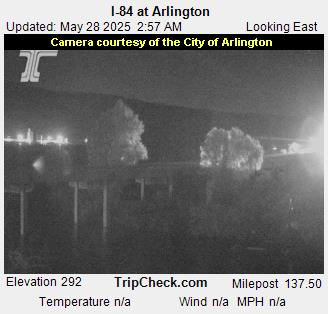 I-84 at Arlington
Updated: May 28 2025 2:57 AM Looking East
Camera courtesy of the City of Arlington
Elevation 292 TripCheck.com Milepost 137.50
Temperature n/a Wind n/a MPH n/a